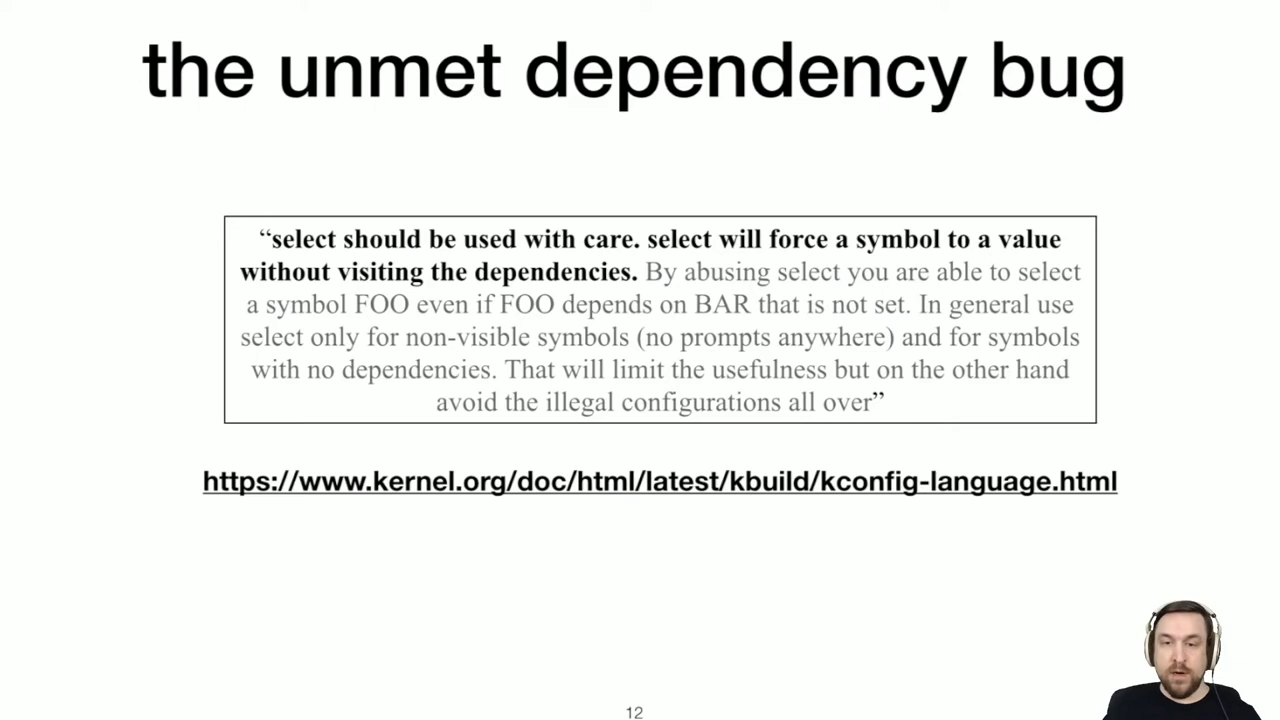 the unmet dependency bug
“select should be used with care. select will force a symbol to a value
without visiting the dependencies. By abusing select you are able to select
a symbol FOO even if FOO depends on BAR that is not set. In general use
select only for non-visible symbols (no prompts anywhere) and for symbols
with no dependencies. That will limit the usefulness but on the other hand
avoid the illegal configurations all over”
https://www.kernel.org/doc/html/latest/kbuild/kconfig-language.html
12